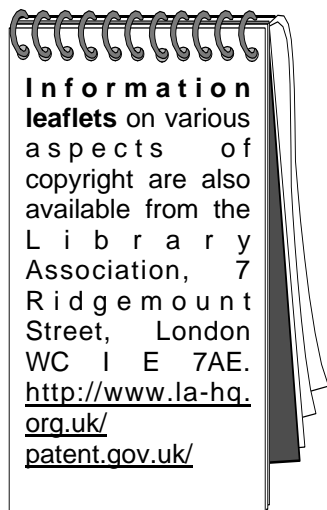 Information
leaflets on various
aspects of
copyright are also
available from the
Library
Association, 7
Ridgemount
Street, London
WC I E 7AE.
http://www.la-hq.
org.uk/
patent.gov.uk/